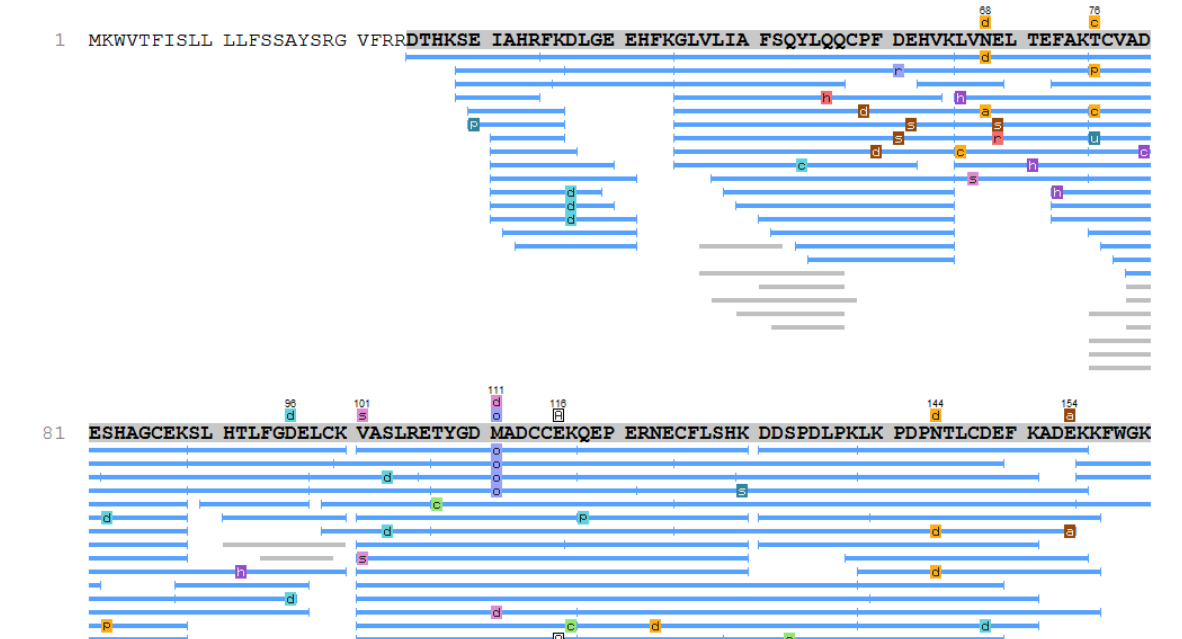 68 76
d c
1 MKWVTFISLL LLFSSAYSRG VFRRDTHKSE IAHRFKDLGE EHFKGLVLIA FSQYLQQCPF DEHVKLVNEL TEFAKTCVAD
d
r p
h h
d a c
p s s
s r u
d c c
c h
s
d h
d
d
111
96 101 d 116 144 154
d s o A d a
81 ESHAGCEKSL HTLFGDELCK VASLRETYGD MADCCEKQEP ERNECFLSHK DDSPDLPKLK PDPNTLCDEF KADEKKFWGK
o
o
d o
o s
c
d p
d d a
s
h d
d
d
p c d d